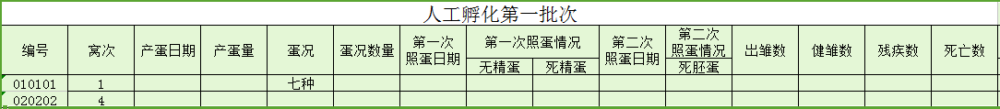 人工孵化第一批次
编号 窝次 产蛋日期 产蛋量 蛋况 蛋况数量 第一次照蛋日期 第一次照蛋情况 第二次照蛋日期 第二次照蛋情况 出雏数 健雏数 残疾数 死亡数
无精蛋 死精蛋 死胚蛋
010101 1 七种
020202 4